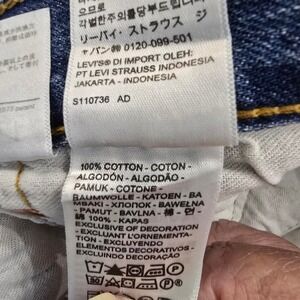 으므로
각별한주의를당부드립니
リーバイ・ストラウス ジ
ャパン㈱ 0120-099-501
LEVI'S® DI IMPORT OLEH:
PT LEVI STRAUSS INDONESIA
JAKARTA - INDONESIA
S110736 AD
100% COTTON - COTON -
ALGODÓN - ALGODÃO -
PAMUK - COTONE -
BAUMWOLLE - KATOEN - BA
MBAKI - ХЛОПОК - BAWEŁNA
- PAMUT - BAVLNA - 棉 - 면 -
綿 100% - KAPAS
EXCLUSIVE OF DECORATION -
EXCLUANT L'ORNEMENTA-
TION - EXCLUYENDO
ELEMENTOS DECORATIVOS -
EXCLUINDO DECORAÇÃO